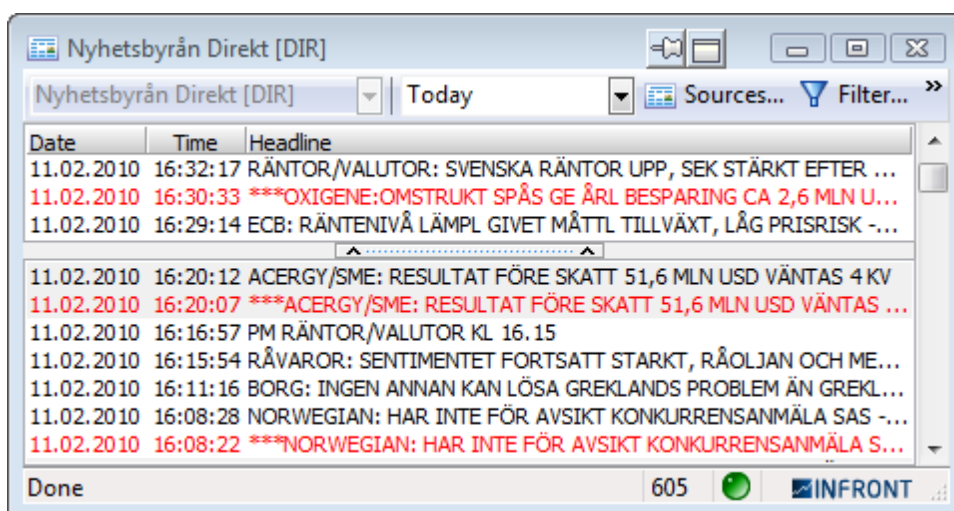 Nyhetsbyrån Direkt [DIR]
Nyhetsbyrån Direkt [DIR] Today Sources... Filter... »
Date Time Headline
11.02.2010 16:32:17 RÄNTOR/VALUTOR: SVENSKA RÄNTOR UPP, SEK STÄRKT EFTER ...
11.02.2010 16:30:33 ***OXIGENE:OMSTRUKT SPÅS GE ÅRL BESPARING CA 2,6 MLN U...
11.02.2010 16:29:14 ECB: RÄNTENIVÅ LÄMPL GIVET MÅTTL TILLVÄXT, LÅG PRISRISK -...
11.02.2010 16:20:12 ACERGY/SME: RESULTAT FÖRE SKATT 51,6 MLN USD VÄNTAS 4 KV
11.02.2010 16:20:07 ***ACERGY/SME: RESULTAT FÖRE SKATT 51,6 MLN USD VÄNTAS ...
11.02.2010 16:16:57 PM RÄNTOR/VALUTOR KL 16.15
11.02.2010 16:15:54 RÅVAROR: SENTIMENTET FORTSATT STARKT, RÅOLJAN OCH ME...
11.02.2010 16:11:16 BORG: INGEN ANNAN KAN LÖSA GREKLANDS PROBLEM ÄN GREKL...
11.02.2010 16:08:28 NORWEGIAN: HAR INTE FÖR AVSIKT KONKURRENSANMÄLA SAS -...
11.02.2010 16:08:22 ***NORWEGIAN: HAR INTE FÖR AVSIKT KONKURRENSANMÄLA S...
Done 605 INFRONT